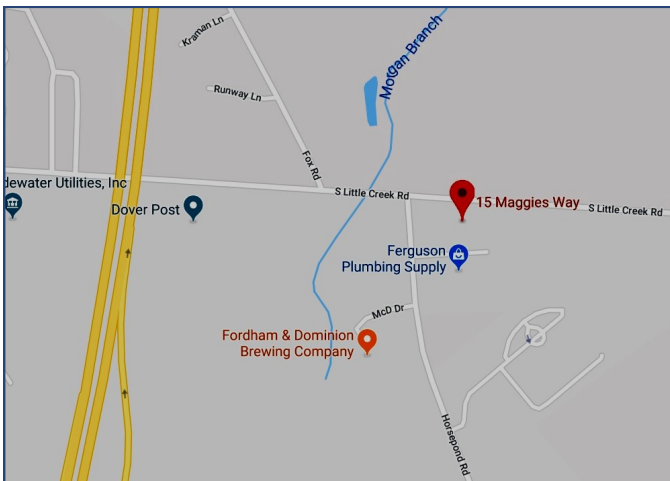 Kraman Ln
Morgan Branch
Runway Ln
Fox Rd
dewater Utilities, Inc
Dover Post
S Little Creek Rd
15 Maggies Way
S Little Creek Rd
Ferguson
Plumbing Supply
McD Dr
Fordham & Dominion
Brewing Company
Horsepond Rd